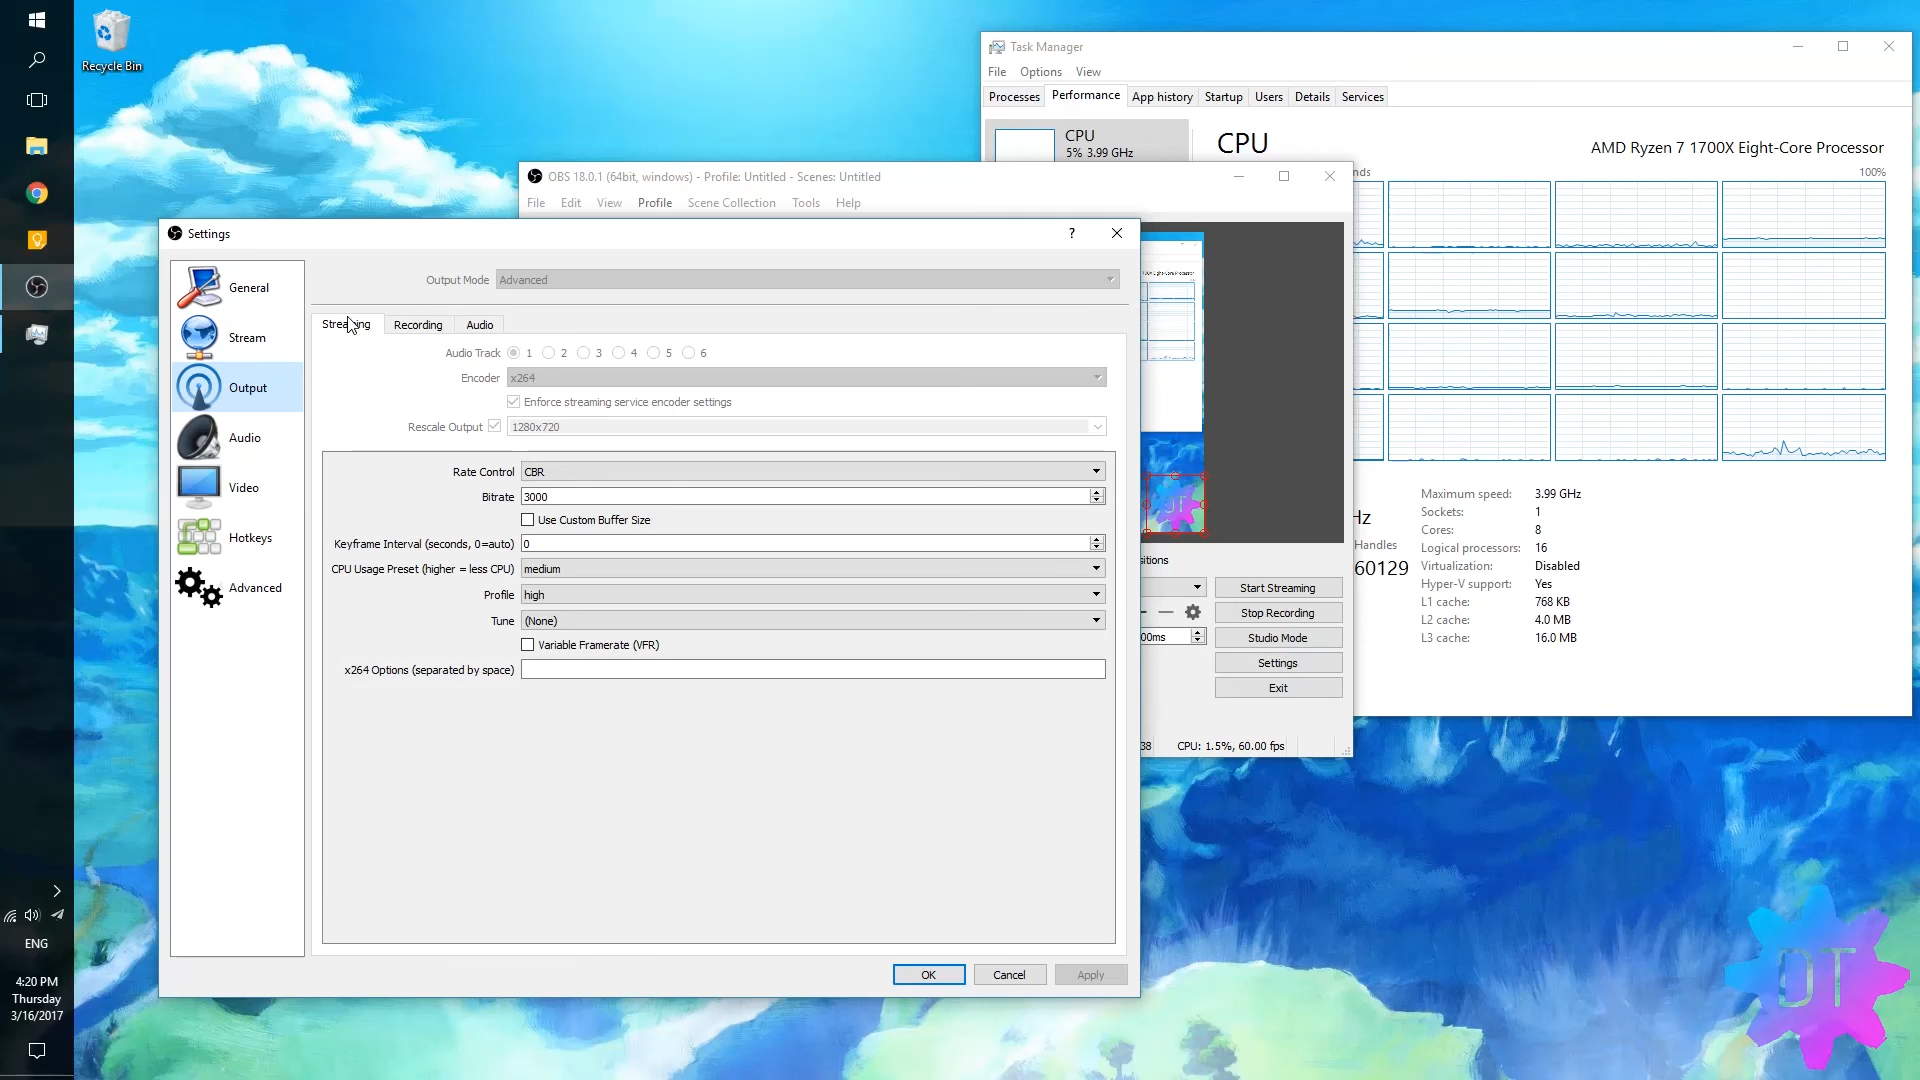 Recycle Bin
Task Manager
File Options View
Processes Performance App history Startup Users Details Services
CPU
5% 3.99 GHz
CPU
AMD Ryzen 7 1700X Eight-Core Processor
nds
100%
OBS 18.0.1 (64bit, windows) - Profile: Untitled - Scenes: Untitled
File Edit View Profile Scene Collection Tools Help
Settings
?
General
Stream
Output
Audio
Video
Hotkeys
Advanced
Output Mode Advanced
Streaming Recording Audio
Audio Track 1 2 3 4 5 6
Encoder x264
Enforce streaming service encoder settings
Rescale Output 1280x720
Rate Control CBR
Bitrate 3000
Use Custom Buffer Size
Keyframe Interval (seconds, 0=auto) 0
CPU Usage Preset (higher = less CPU) medium
Profile high
Tune (None)
Variable Framerate (VFR)
x264 Options (separated by space)
OK Cancel Apply
sitions
Start Streaming
Stop Recording
00ms
Studio Mode
Settings
Exit
38 CPU: 1.5%, 60.00 fps
Hz
Handles
60129
Maximum speed: 3.99 GHz
Sockets: 1
Cores: 8
Logical processors: 16
Virtualization: Disabled
Hyper-V support: Yes
L1 cache: 768 KB
L2 cache: 4.0 MB
L3 cache: 16.0 MB
ENG
4:20 PM
Thursday
3/16/2017
DT